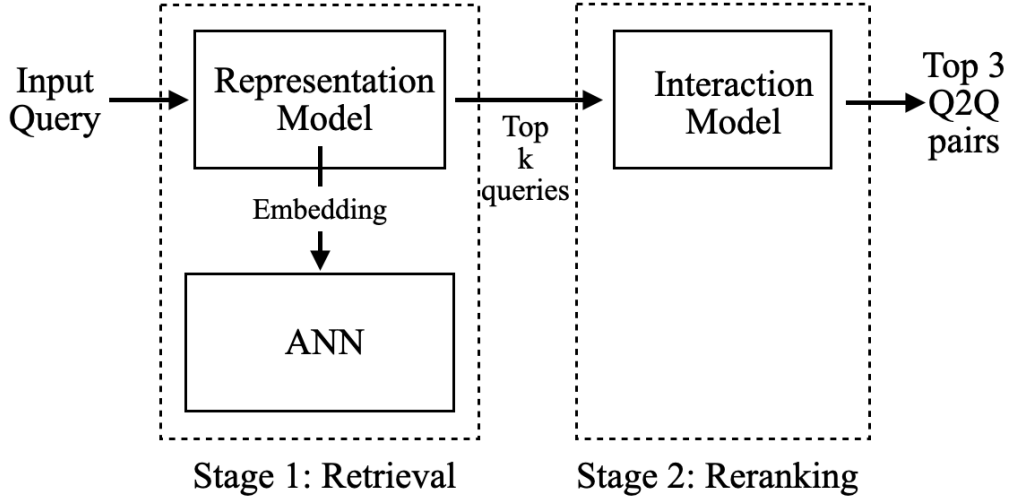 Input
Query
Representation
Model
Embedding
ANN
Top
k
queries
Interaction
Model
Top 3
Q2Q
pairs
Stage 1: Retrieval
Stage 2: Reranking